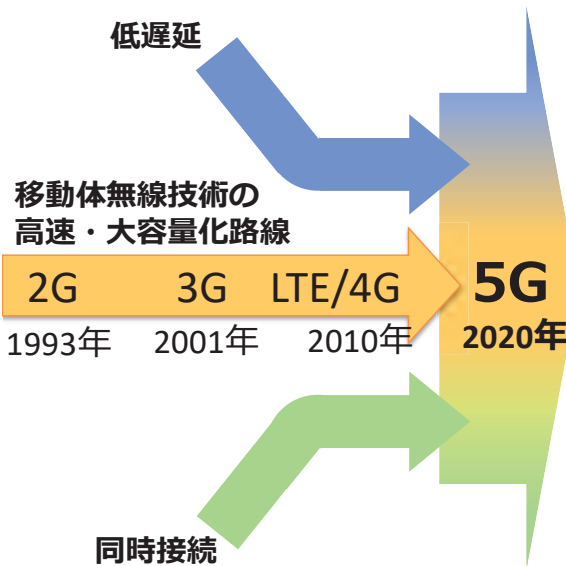 低遅延
移動体無線技術の
高速・大容量化路線
2G 3G LTE/4G 5G
1993年 2001年 2010年 2020年
同時接続